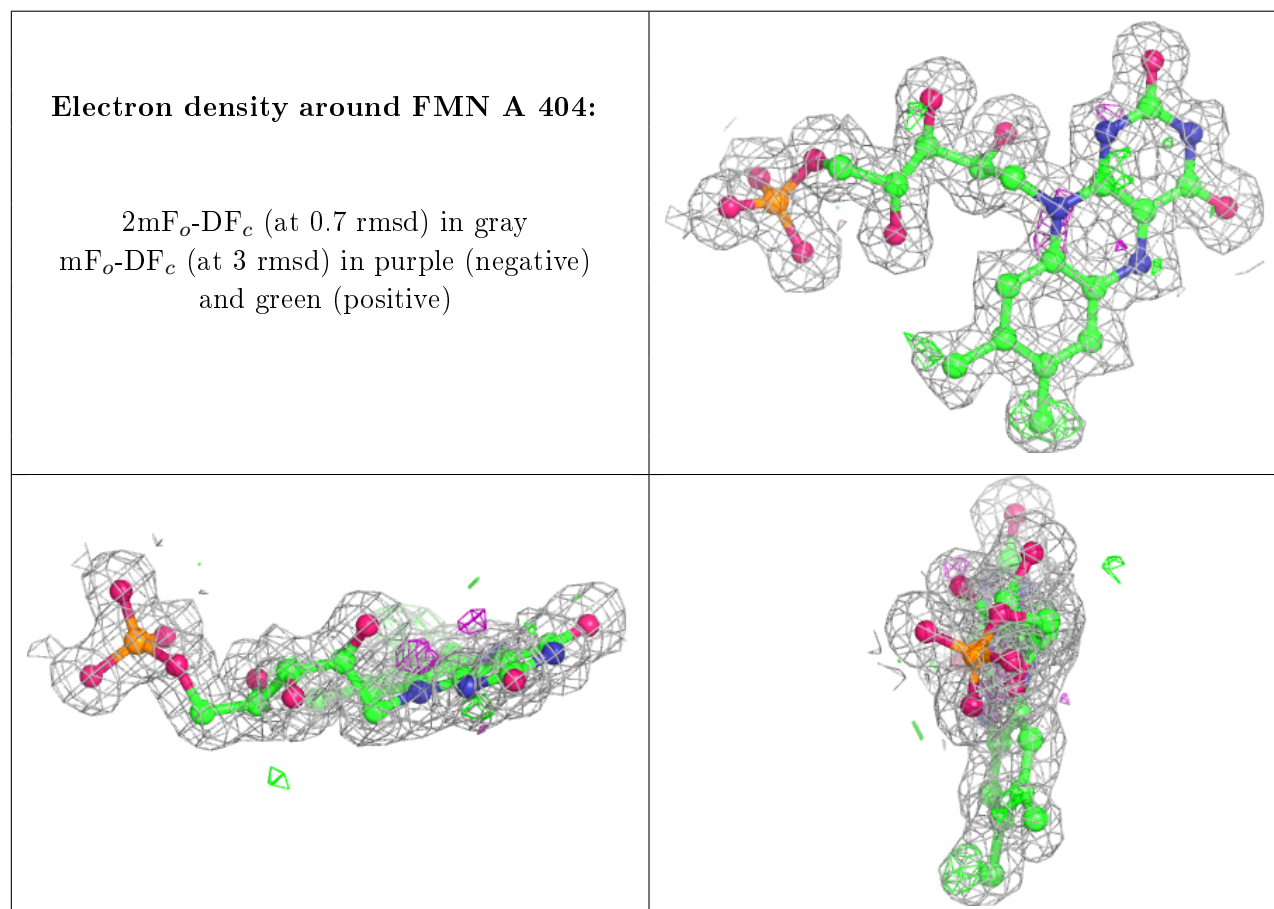 Electron density around FMN A 404:
2mFₒ-DF𝒸 (at 0.7 rmsd) in gray
mFₒ-DF𝒸 (at 3 rmsd) in purple (negative)
and green (positive)